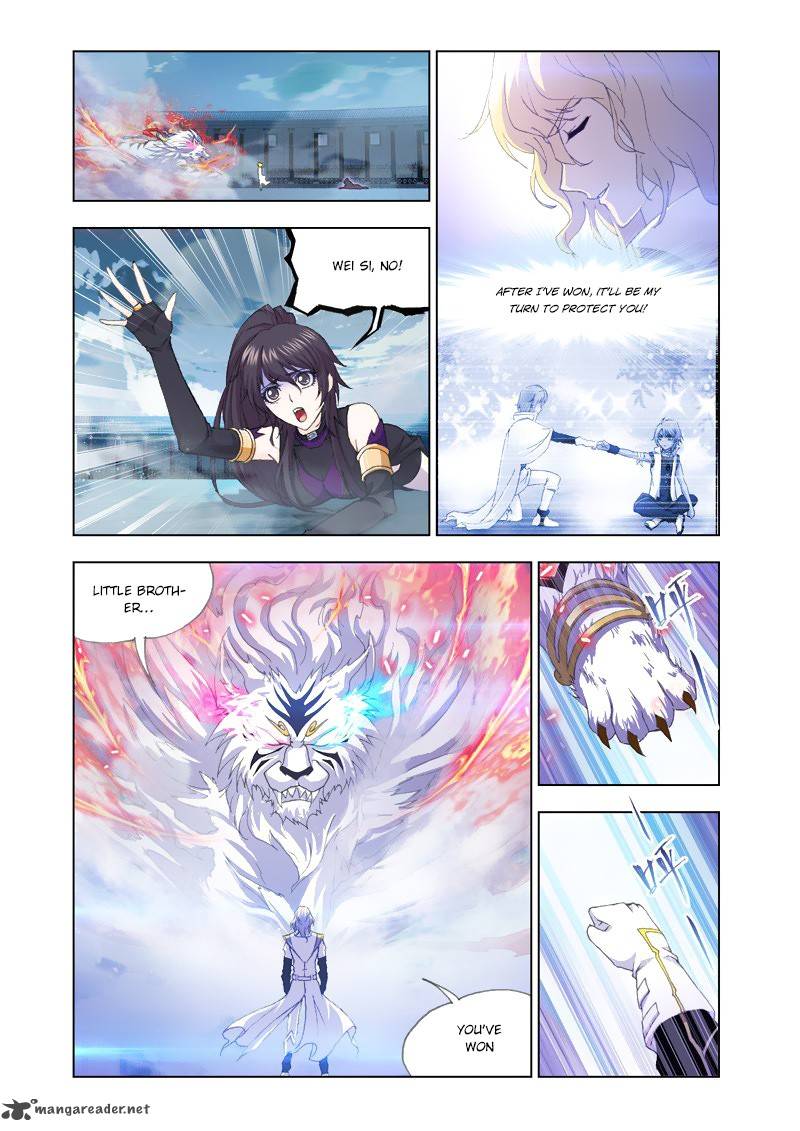 WEI SI, NO!
AFTER I'VE WON, IT'LL BE MY
TURN TO PROTECT YOU!
LITTLE BROTH-
ER...
YOU'VE
WON
mangareader.net